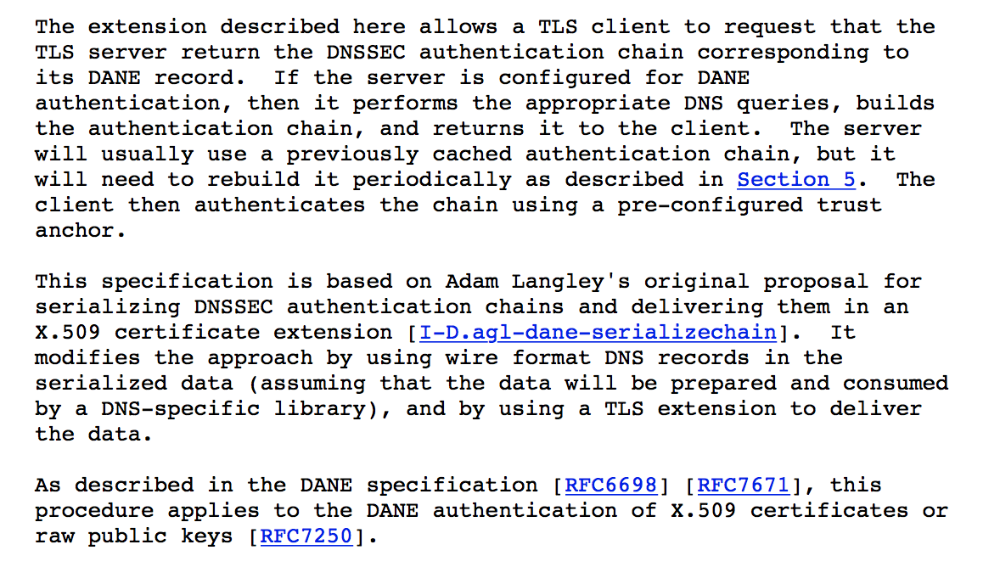 The extension described here allows a TLS client to request that the
TLS server return the DNSSEC authentication chain corresponding to
its DANE record.  If the server is configured for DANE
authentication, then it performs the appropriate DNS queries, builds
the authentication chain, and returns it to the client.  The server
will usually use a previously cached authentication chain, but it
will need to rebuild it periodically as described in Section 5.  The
client then authenticates the chain using a pre-configured trust
anchor.

This specification is based on Adam Langley's original proposal for
serializing DNSSEC authentication chains and delivering them in an
X.509 certificate extension [I-D.agl-dane-serializechain].  It
modifies the approach by using wire format DNS records in the
serialized data (assuming that the data will be prepared and consumed
by a DNS-specific library), and by using a TLS extension to deliver
the data.

As described in the DANE specification [RFC6698] [RFC7671], this
procedure applies to the DANE authentication of X.509 certificates or
raw public keys [RFC7250].